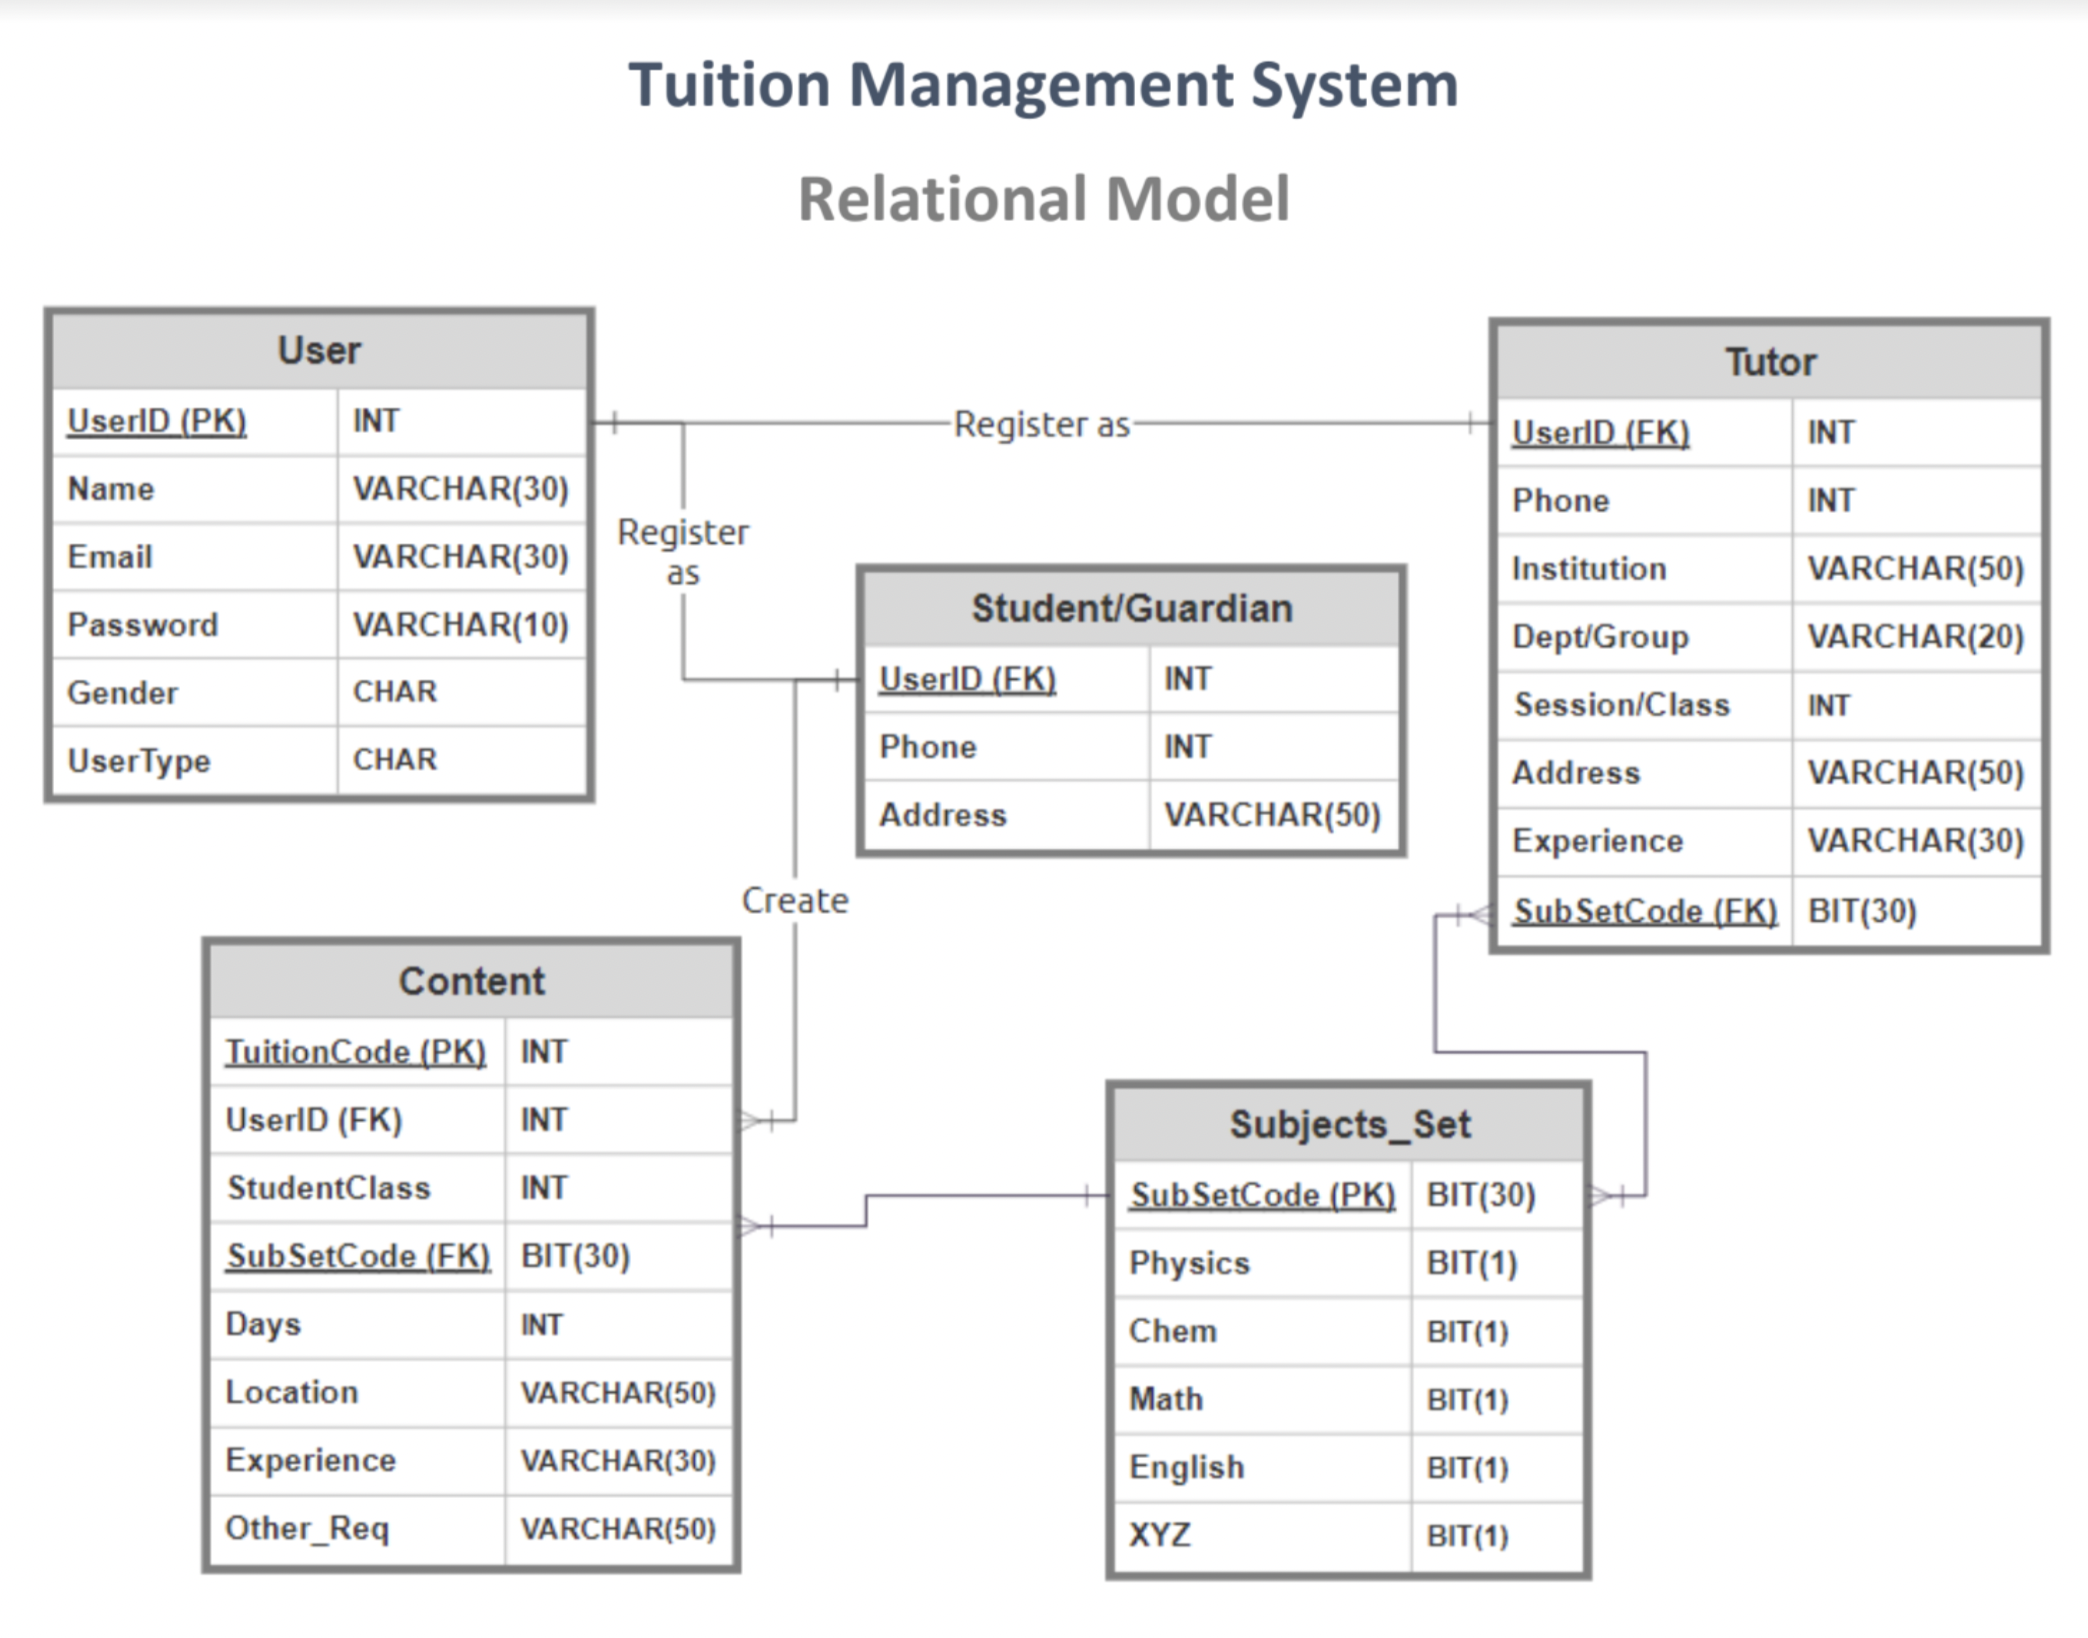 Tuition Management System
Relational Model
User
UserID (PK) INT
Name VARCHAR(30)
Email VARCHAR(30)
Password VARCHAR(10)
Gender CHAR
UserType CHAR
Register as
Register
as
Tutor
UserID (FK) INT
Phone INT
Institution VARCHAR(50)
Dept/Group VARCHAR(20)
Session/Class INT
Address VARCHAR(50)
Experience VARCHAR(30)
SubSetCode (FK) BIT(30)
Student/Guardian
UserID (FK) INT
Phone INT
Address VARCHAR(50)
Create
Content
TuitionCode (PK) INT
UserID (FK) INT
StudentClass INT
SubSetCode (FK) BIT(30)
Days INT
Location VARCHAR(50)
Experience VARCHAR(30)
Other_Req VARCHAR(50)
Subjects_Set
SubSetCode (PK) BIT(30)
Physics BIT(1)
Chem BIT(1)
Math BIT(1)
English BIT(1)
XYZ BIT(1)